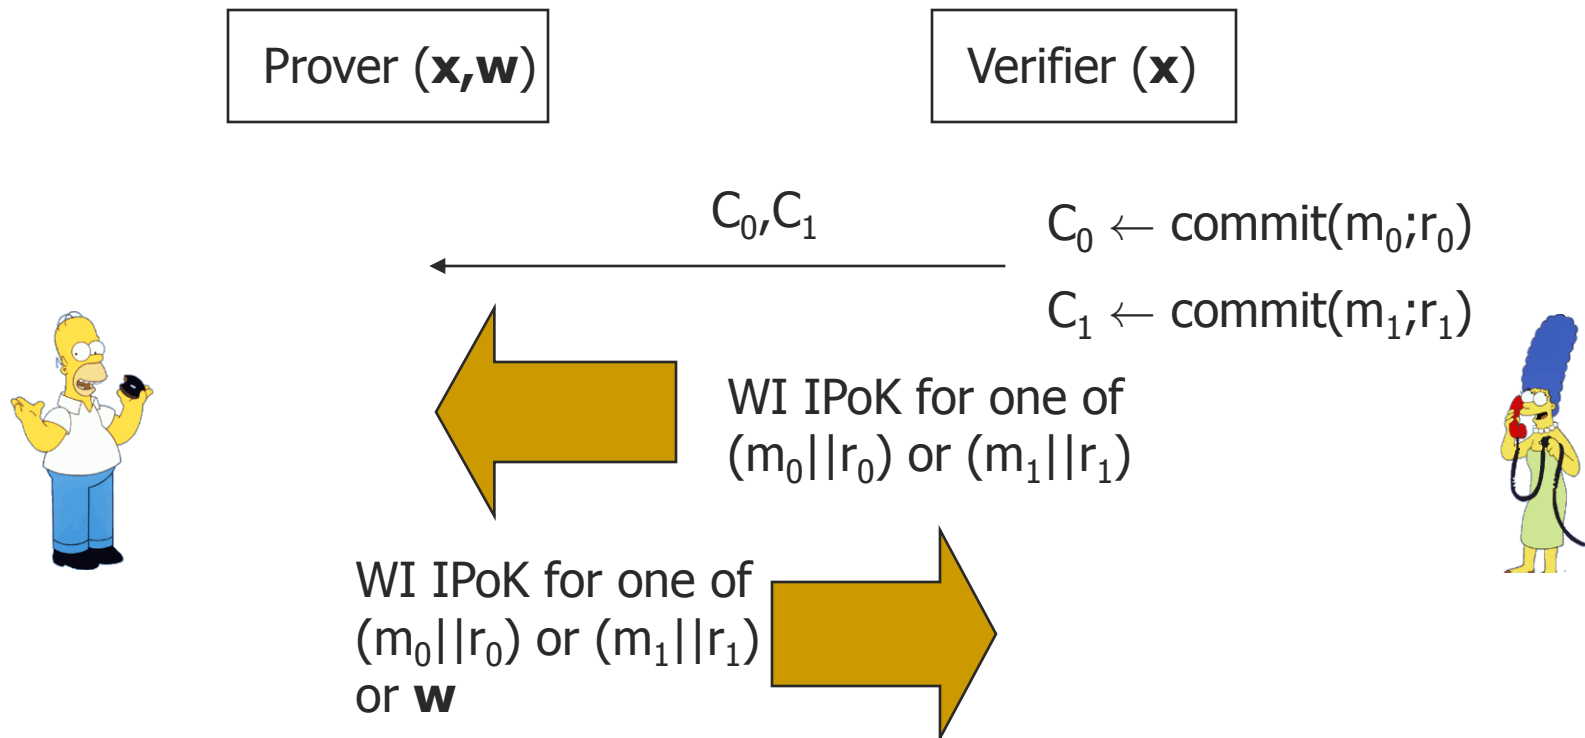 Prover (x,w)
Verifier (x)
C₀,C₁
C₀ ← commit(m₀;r₀)
C₁ ← commit(m₁;r₁)
WI IPoK for one of
(m₀||r₀) or (m₁||r₁)
WI IPoK for one of
(m₀||r₀) or (m₁||r₁)
or w